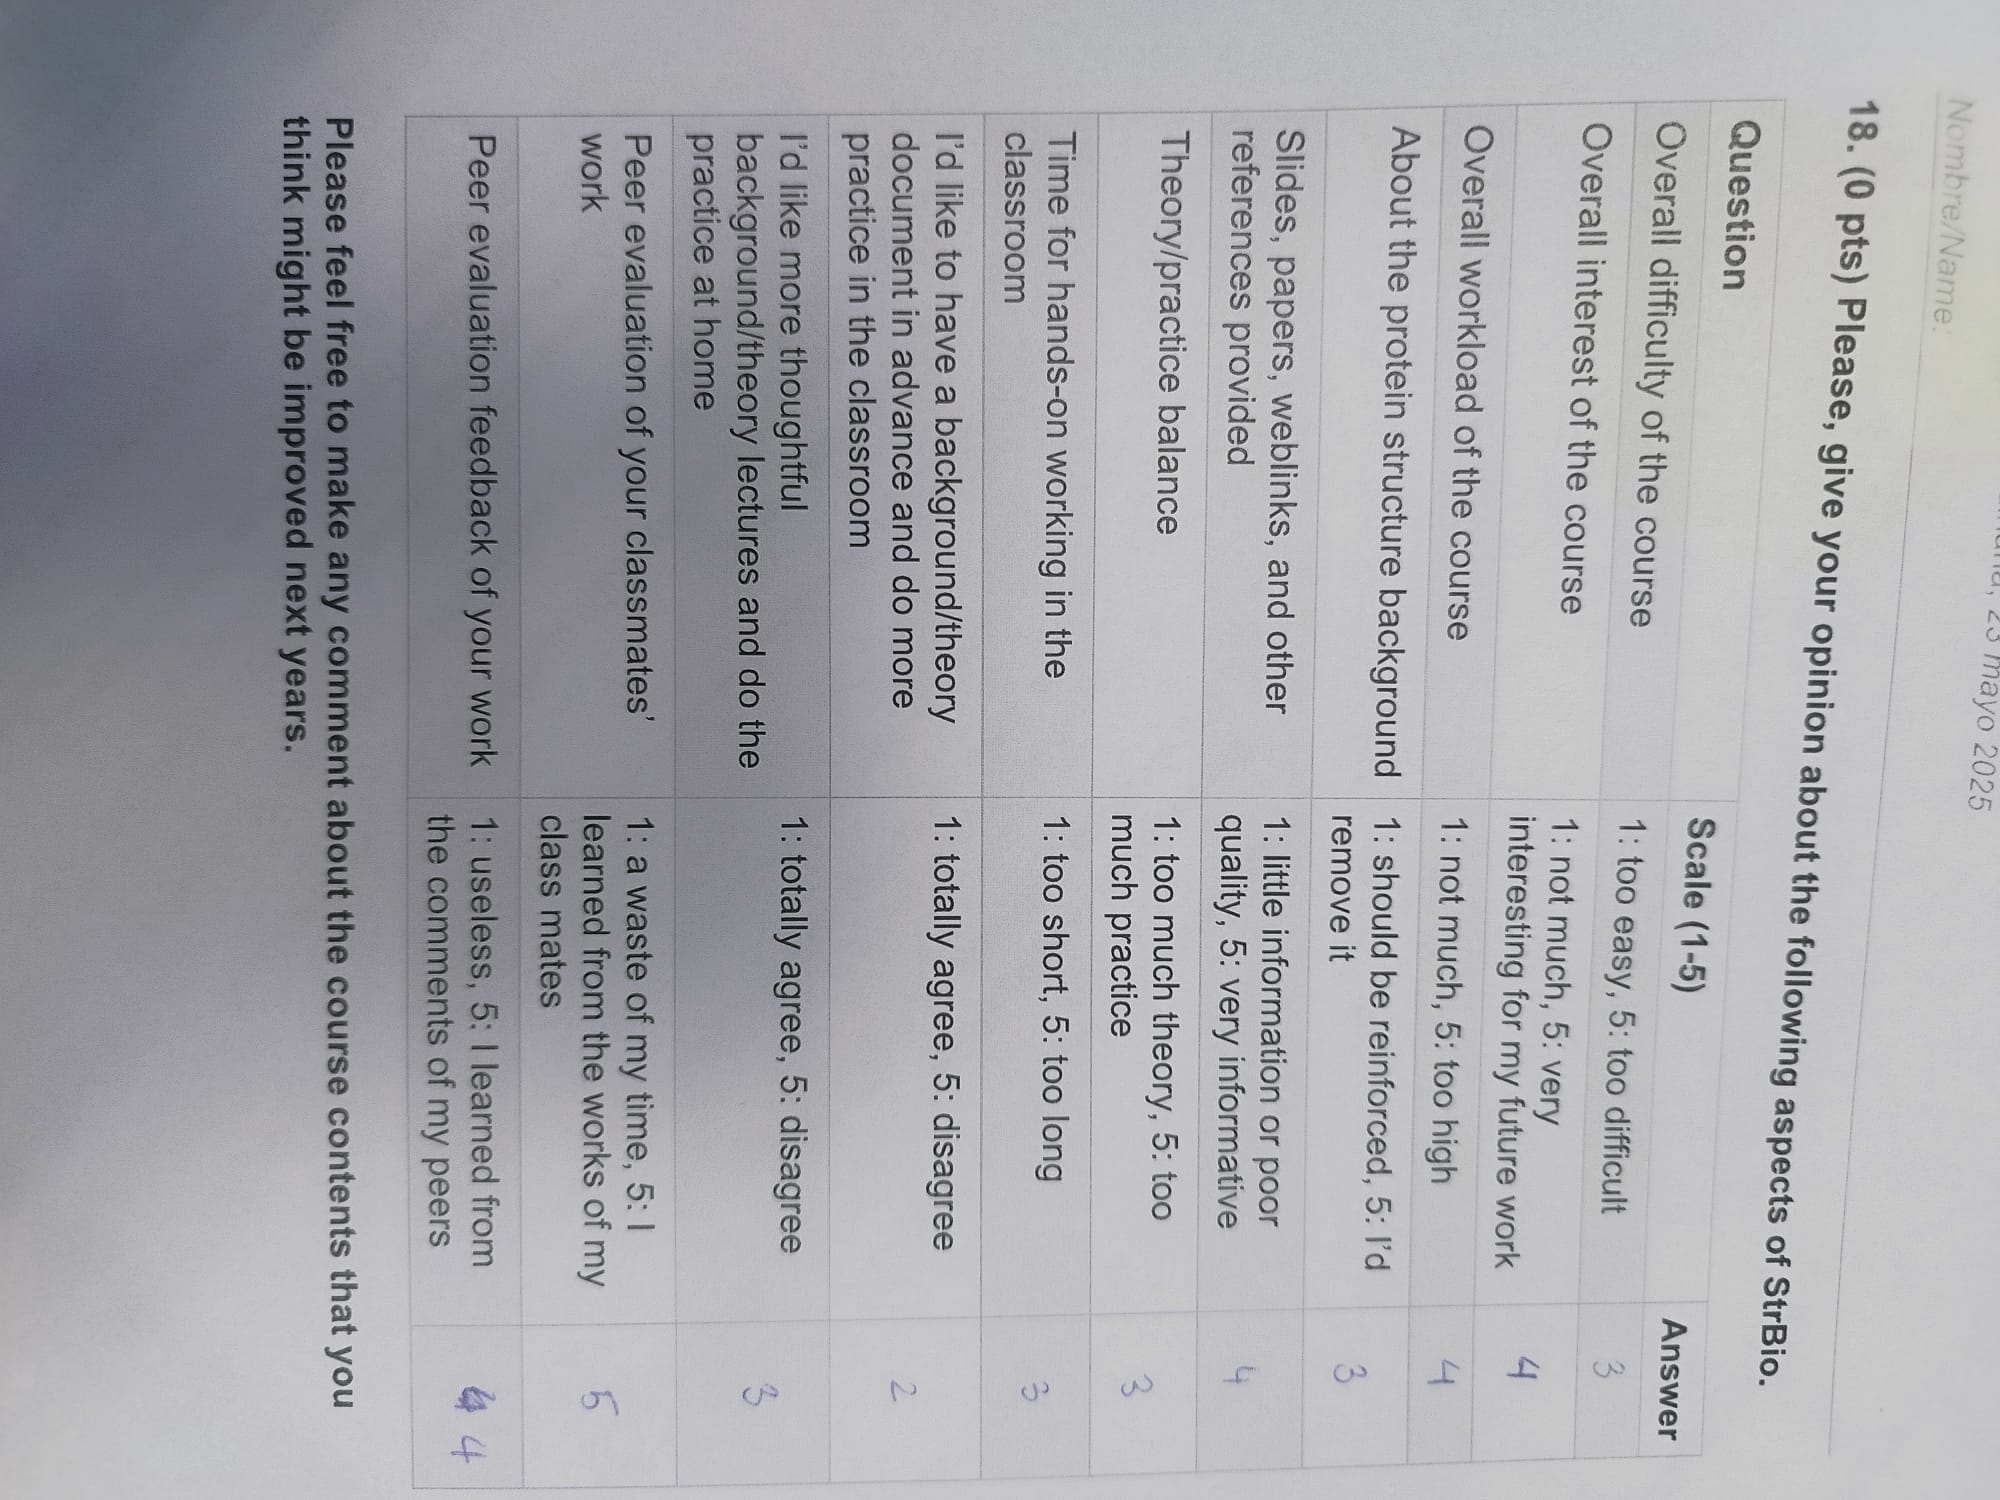 23 mayo 2025
Nombre/Name:
18. (0 pts) Please, give your opinion about the following aspects of StrBio.
Question Scale (1-5) Answer
Overall difficulty of the course 1: too easy, 5: too difficult 3
Overall interest of the course 1: not much, 5: very
interesting for my future work 4
Overall workload of the course 1: not much, 5: too high 4
About the protein structure background 1: should be reinforced, 5: I'd
remove it 3
Slides, papers, weblinks, and other
references provided
1: little information or poor
quality, 5: very informative
4
Theory/practice balance 1: too much theory, 5: too
much practice 3
Time for hands-on working in the
classroom
1: too short, 5: too long 3
I'd like to have a background/theory
document in advance and do more
practice in the classroom
1: totally agree, 5: disagree 2
I'd like more thoughtful
background/theory lectures and do the
practice at home
1: totally agree, 5: disagree 3
Peer evaluation of your classmates'
work
1: a waste of my time, 5: I
learned from the works of my
class mates
5
Peer evaluation feedback of your work 1: useless, 5: I learned from
the comments of my peers 4
Please feel free to make any comment about the course contents that you
think might be improved next years.